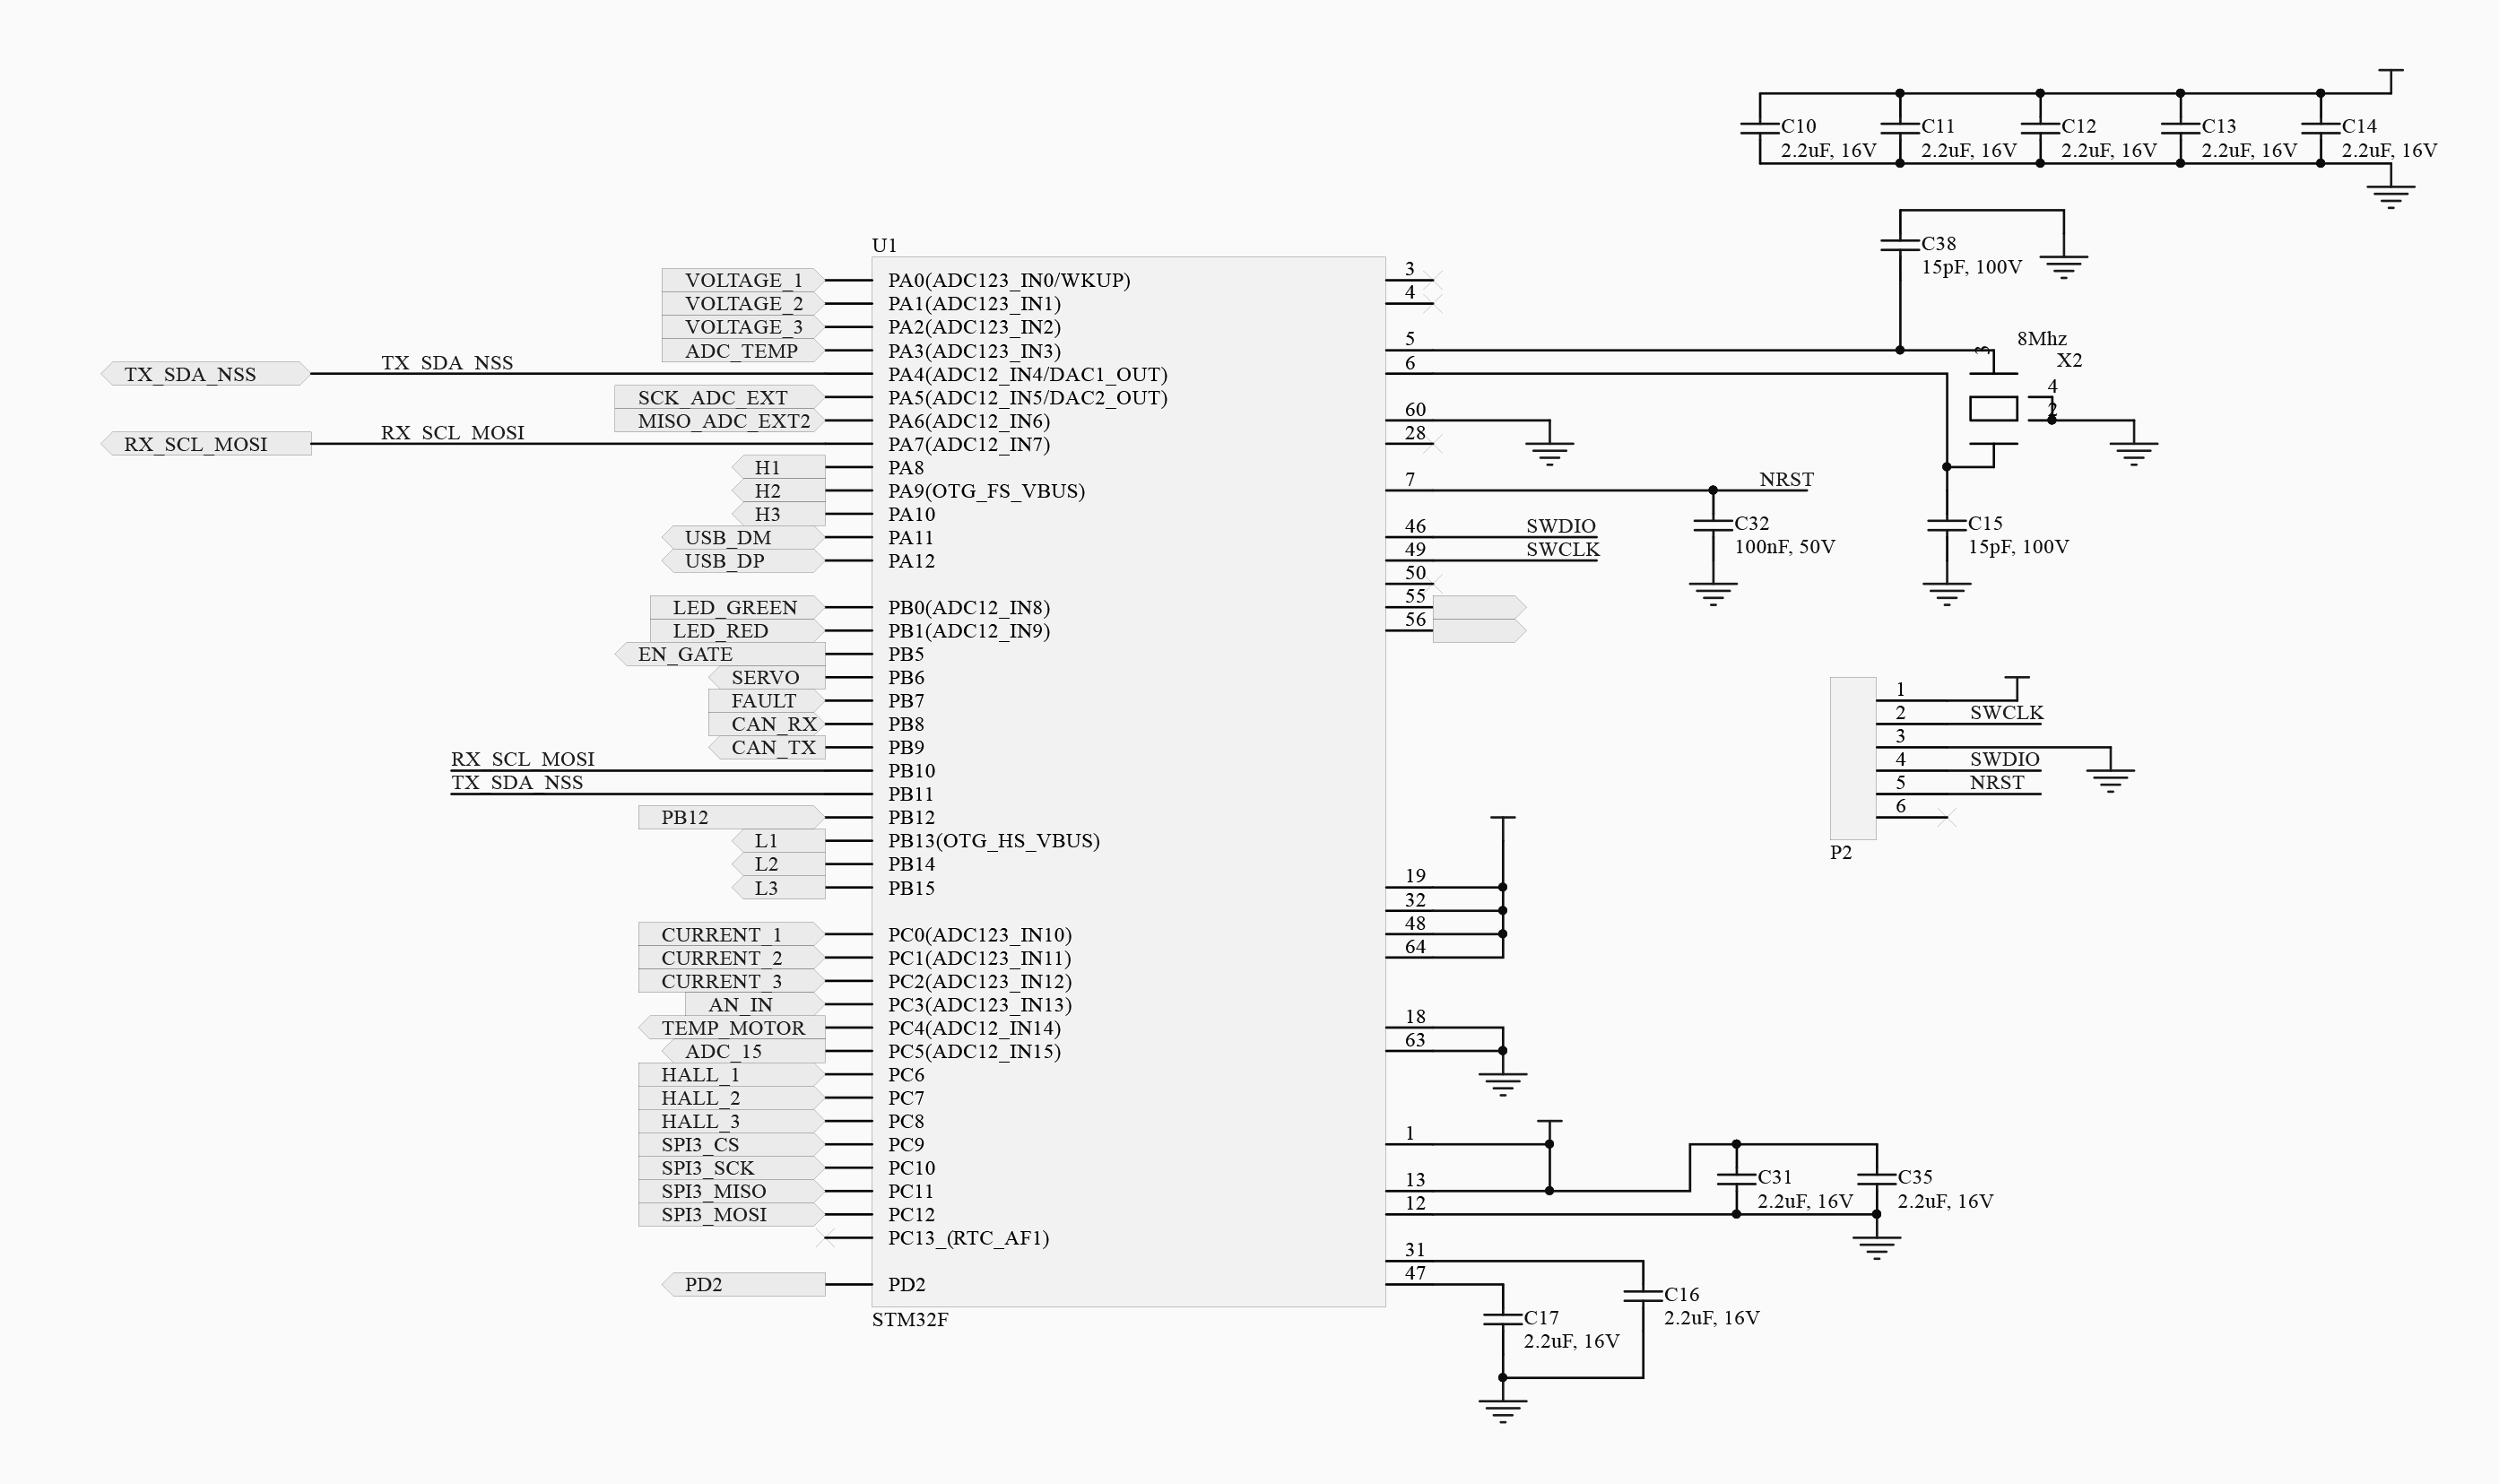 C10
2.2uF, 16V
C11
2.2uF, 16V
C12
2.2uF, 16V
C13
2.2uF, 16V
C14
2.2uF, 16V
C38
15pF, 100V
8Mhz
X2
3
4
2
U1
VOLTAGE_1
PA0(ADC123_IN0/WKUP)
VOLTAGE_2
PA1(ADC123_IN1)
VOLTAGE_3
PA2(ADC123_IN2)
ADC_TEMP
PA3(ADC123_IN3)
TX_SDA_NSS
TX_SDA_NSS
PA4(ADC12_IN4/DAC1_OUT)
SCK_ADC_EXT
PA5(ADC12_IN5/DAC2_OUT)
MISO_ADC_EXT2
PA6(ADC12_IN6)
RX_SCL_MOSI
RX_SCL_MOSI
PA7(ADC12_IN7)
H1
PA8
H2
PA9(OTG_FS_VBUS)
H3
PA10
USB_DM
PA11
USB_DP
PA12
LED_GREEN
PB0(ADC12_IN8)
LED_RED
PB1(ADC12_IN9)
EN_GATE
PB5
SERVO
PB6
FAULT
PB7
CAN_RX
PB8
CAN_TX
PB9
RX_SCL_MOSI
PB10
TX_SDA_NSS
PB11
PB12
PB12
L1
PB13(OTG_HS_VBUS)
L2
PB14
L3
PB15
CURRENT_1
PC0(ADC123_IN10)
CURRENT_2
PC1(ADC123_IN11)
CURRENT_3
PC2(ADC123_IN12)
AN_IN
PC3(ADC123_IN13)
TEMP_MOTOR
PC4(ADC12_IN14)
ADC_15
PC5(ADC12_IN15)
HALL_1
PC6
HALL_2
PC7
HALL_3
PC8
SPI3_CS
PC9
SPI3_SCK
PC10
SPI3_MISO
PC11
SPI3_MOSI
PC12
PC13_(RTC_AF1)
PD2
PD2
STM32F
3
4
5
6
60
28
7
NRST
46
SWDIO
49
SWCLK
50
55
56
C32
100nF, 50V
C15
15pF, 100V
1
2
SWCLK
3
4
SWDIO
5
NRST
6
P2
19
32
48
64
18
63
1
13
12
C31
2.2uF, 16V
C35
2.2uF, 16V
31
47
C16
2.2uF, 16V
C17
2.2uF, 16V